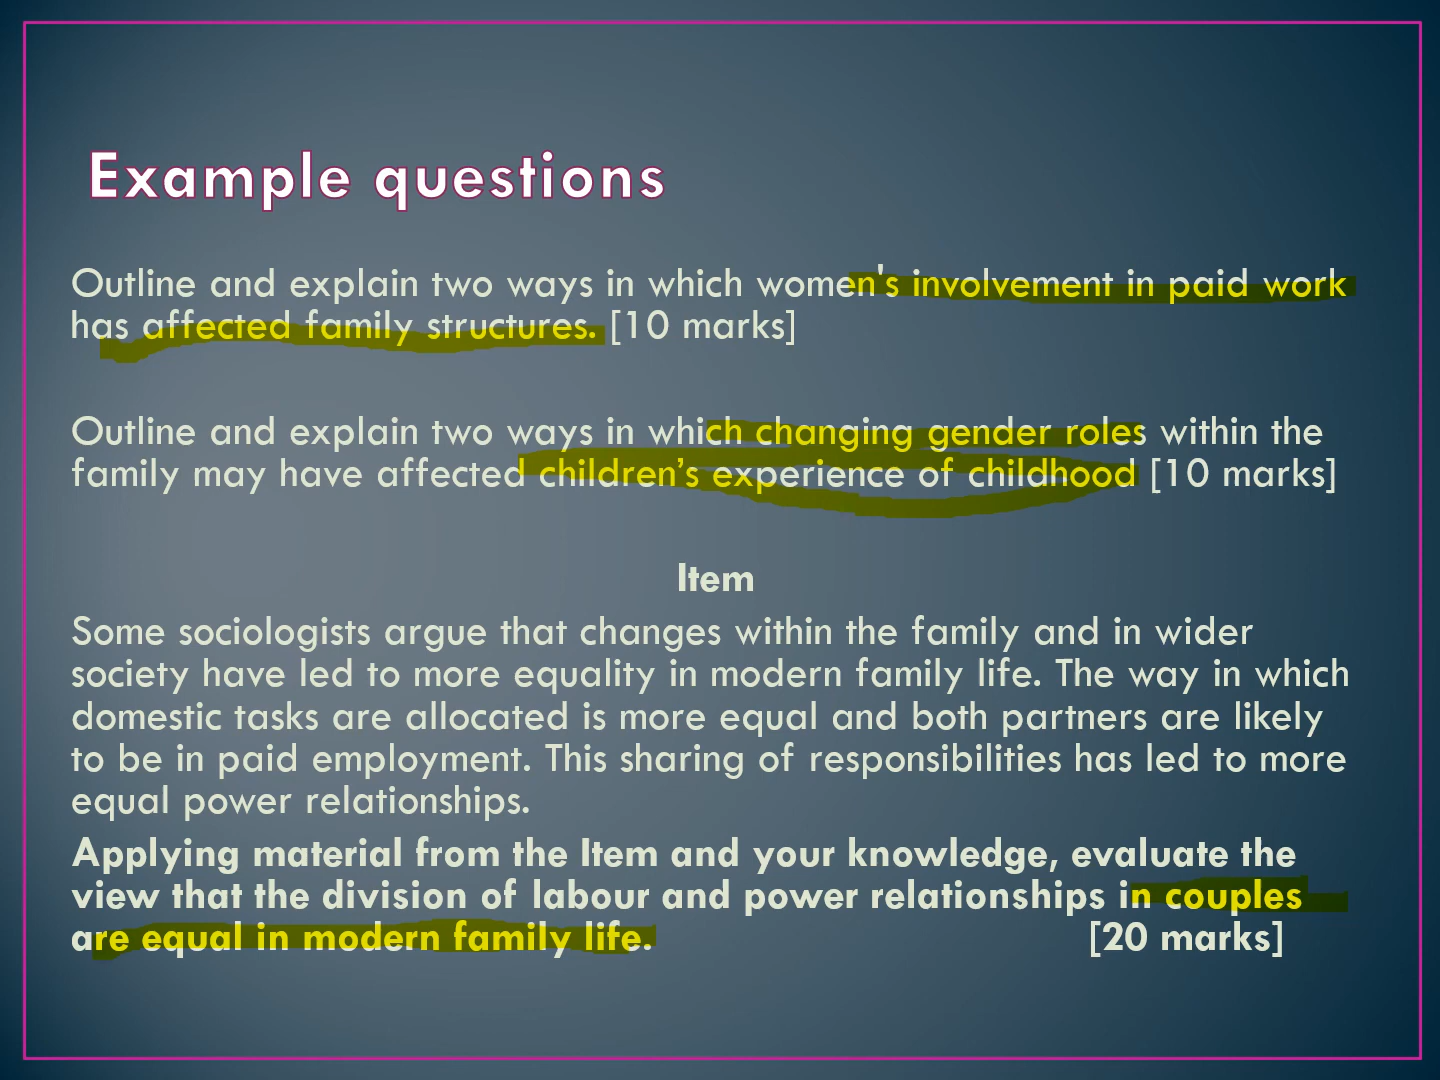 Example questions
Outline and explain two ways in which women's involvement in paid work
has affected family structures. [10 marks]
Outline and explain two ways in which changing gender roles within the
family may have affected children’s experience of childhood [10 marks]
Item
Some sociologists argue that changes within the family and in wider
society have led to more equality in modern family life. The way in which
domestic tasks are allocated is more equal and both partners are likely
to be in paid employment. This sharing of responsibilities has led to more
equal power relationships.
Applying material from the Item and your knowledge, evaluate the
view that the division of labour and power relationships in couples
are equal in modern family life. [20 marks]